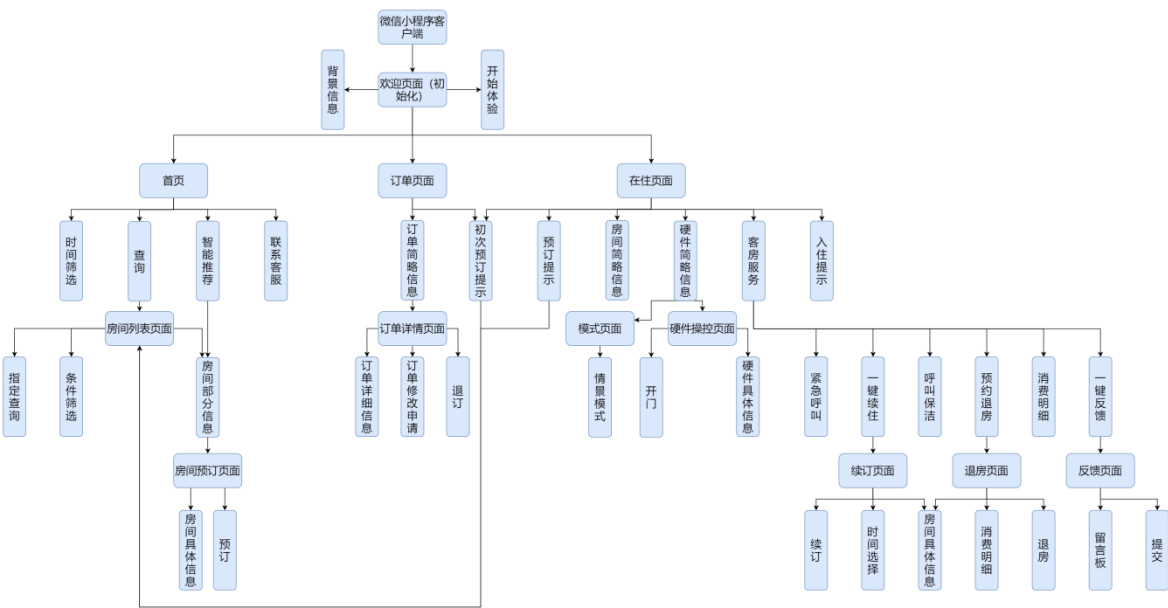 微信小程序客
户端
背景信息
欢迎页面（初
始化）
开始体验
首页
订单页面
在住页面
时间筛选
查询
智能推荐
联系客服
订单简略信息
初次预订提示
预订提示
房间简略信息
硬件简略信息
客房服务
入住提示
房间列表页面
订单详情页面
模式页面
硬件操控页面
指定查询
条件筛选
房间部分信息
订单详细信息
订单修改申请
退订
情景模式
开门
硬件具体信息
紧急呼叫
一键续住
呼叫保洁
预约退房
消费明细
一键反馈
房间预订页面
续订页面
退房页面
反馈页面
房间具体信息
预订
续订
时间选择
房间具体信息
消费明细
退房
留言板
提交